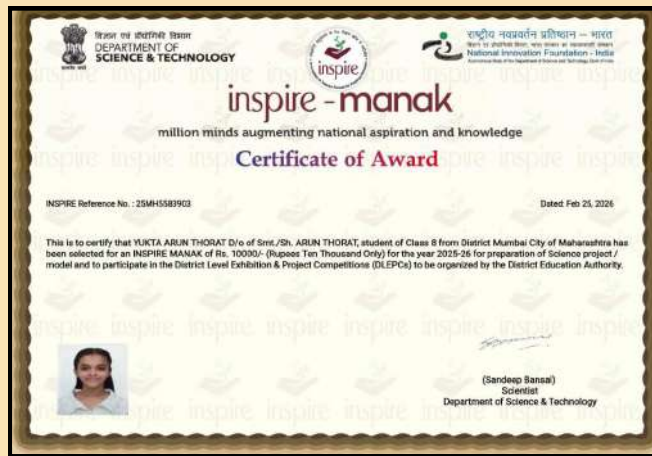 विज्ञान एवं प्रौद्योगिकी विभाग
DEPARTMENT OF
SCIENCE & TECHNOLOGY
inspire
राष्ट्रीय नवप्रवर्तन प्रतिष्ठान – भारत
National Innovation Foundation - India
inspire - manak
million minds augmenting national aspiration and knowledge
Certificate of Award
INSPIRE Reference No. : 25MH5583903
Dated: Feb 25, 2026
This is to certify that YUKTA ARUN THORAT D/o of Smt./Sh. ARUN THORAT, student of Class 8 from District Mumbai City of Maharashtra has
been selected for an INSPIRE MANAK of Rs. 10000/- (Rupees Ten Thousand Only) for the year 2025-26 for preparation of Science project /
model and to participate in the District Level Exhibition & Project Competitions (DLEPCs) to be organized by the District Education Authority.
(Sandeep Bansal)
Scientist
Department of Science & Technology